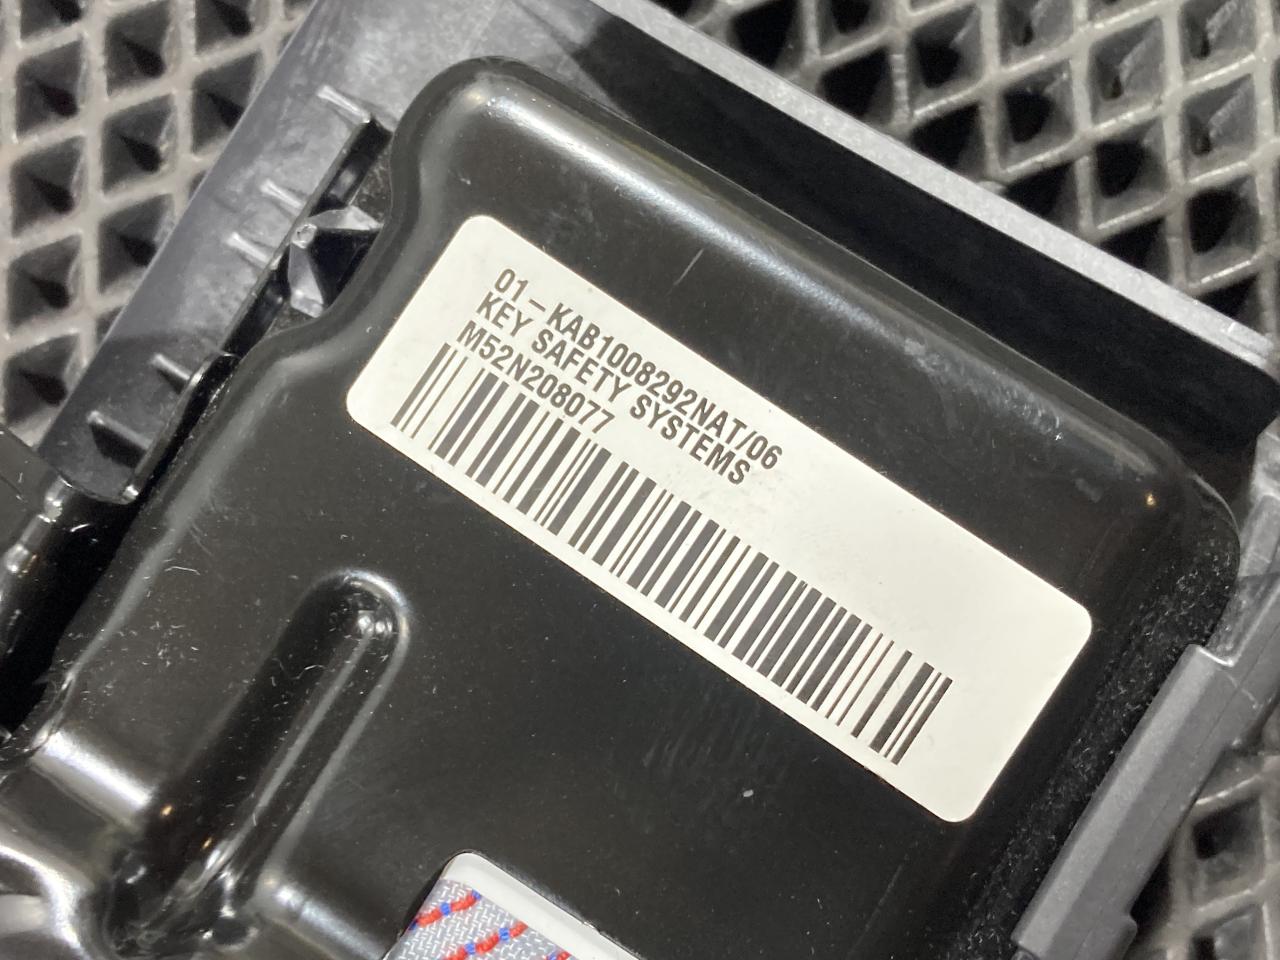 01-KAB1008292NAT/06
KEY SAFETY SYSTEMS
M52N208077